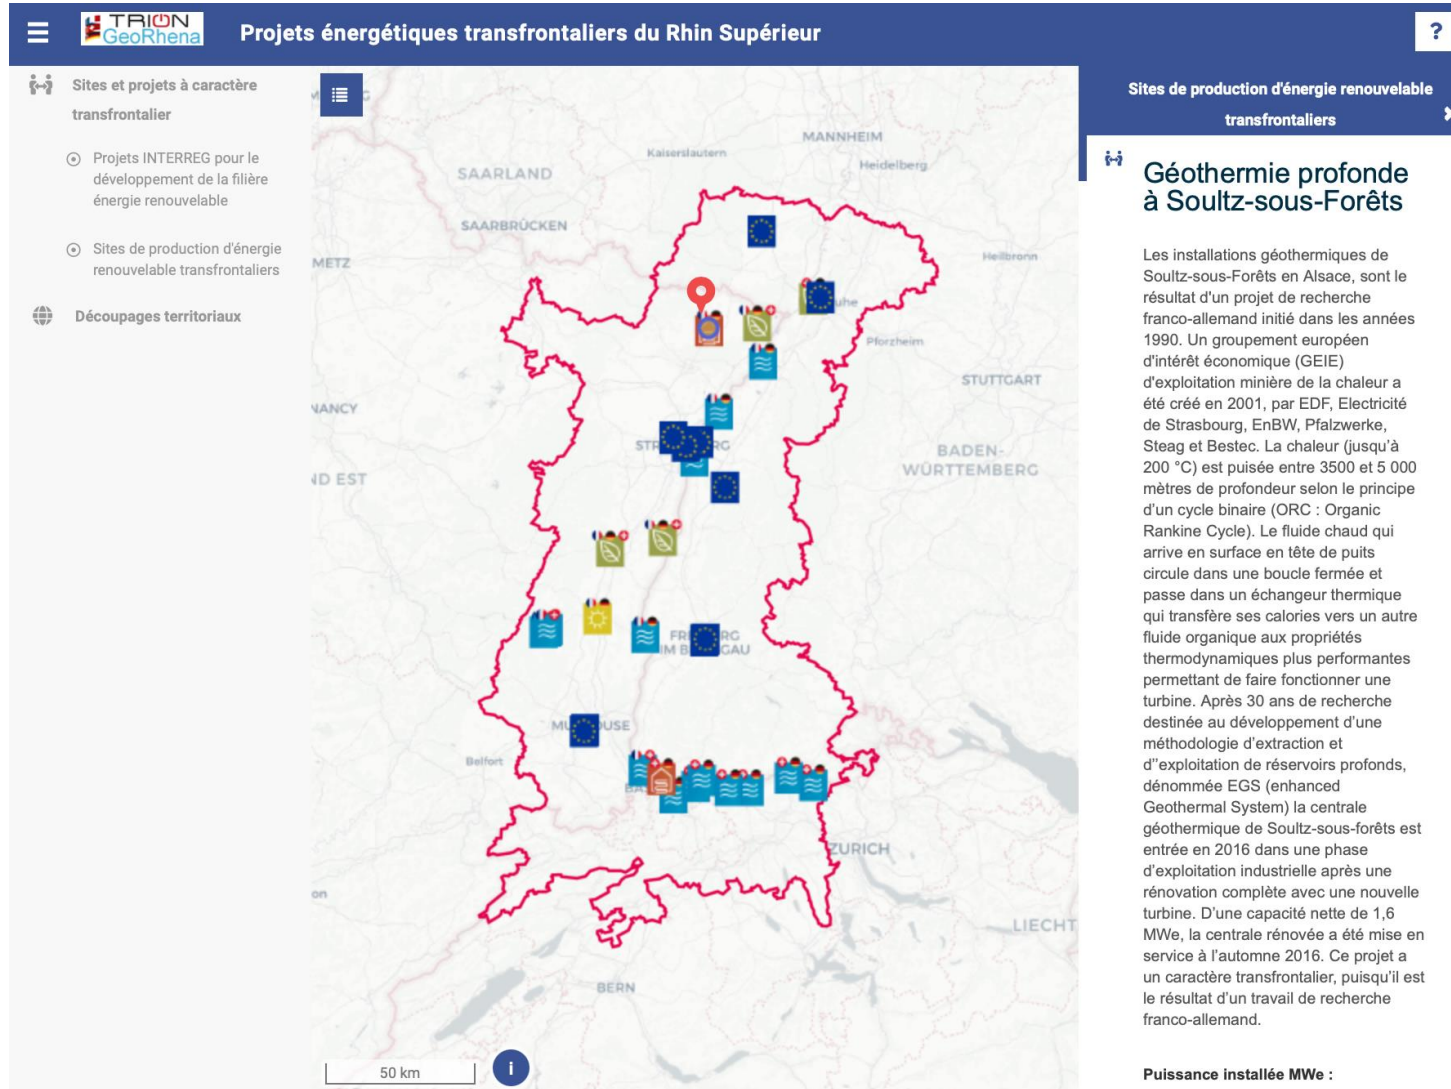 TRION
GeoRhena
Projets énergétiques transfrontaliers du Rhin Supérieur
?
Sites et projets à caractère
transfrontalier
Projets INTERREG pour le
développement de la filière
énergie renouvelable
Sites de production d'énergie
renouvelable transfrontaliers
Découpages territoriaux
MANNHEIM
Kaiserslautern
Heidelberg
SAARLAND
SAARBRÜCKEN
Heilbronn
METZ
uhe
Pforzheim
STUTTGART
NANCY
STR RG
BADEN-
WÜRTTEMBERG
ND EST
FR RG
IM B GAU
MU USE
Belfort
BA
ZURICH
on
LIECHT
BERN
50 km
i
Sites de production d'énergie renouvelable
transfrontaliers
Géothermie profonde
à Soultz-sous-Forêts
Les installations géothermiques de
Soultz-sous-Forêts en Alsace, sont le
résultat d'un projet de recherche
franco-allemand initié dans les années
1990. Un groupement européen
d'intérêt économique (GEIE)
d'exploitation minière de la chaleur a
été créé en 2001, par EDF, Electricité
de Strasbourg, EnBW, Pfalzwerke,
Steag et Bestec. La chaleur (jusqu'à
200 °C) est puisée entre 3500 et 5 000
mètres de profondeur selon le principe
d'un cycle binaire (ORC : Organic
Rankine Cycle). Le fluide chaud qui
arrive en surface en tête de puits
circule dans une boucle fermée et
passe dans un échangeur thermique
qui transfère ses calories vers un autre
fluide organique aux propriétés
thermodynamiques plus performantes
permettant de faire fonctionner une
turbine. Après 30 ans de recherche
destinée au développement d'une
méthodologie d'extraction et
d''exploitation de réservoirs profonds,
dénommée EGS (enhanced
Geothermal System) la centrale
géothermique de Soultz-sous-forêts est
entrée en 2016 dans une phase
d'exploitation industrielle après une
rénovation complète avec une nouvelle
turbine. D'une capacité nette de 1,6
MWe, la centrale rénovée a été mise en
service à l'automne 2016. Ce projet a
un caractère transfrontalier, puisqu'il est
le résultat d'un travail de recherche
franco-allemand.
Puissance installée MWe :